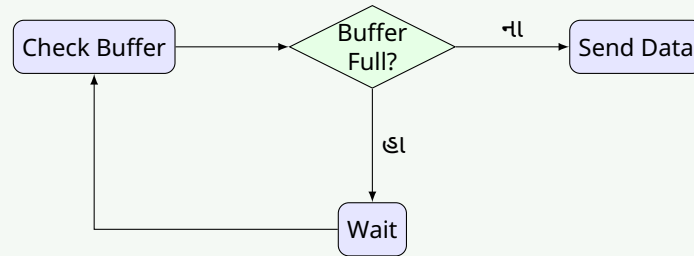 Check Buffer
Buffer
Full?
ના
Send Data
હા
Wait